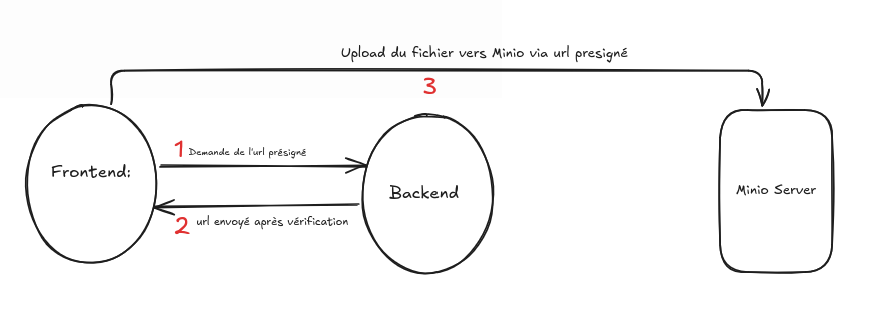 Upload du fichier vers Minio via url presigné
3
1 Demande de l'url présigné
Frontend:
Backend
Minio Server
2 url envoyé après vérification